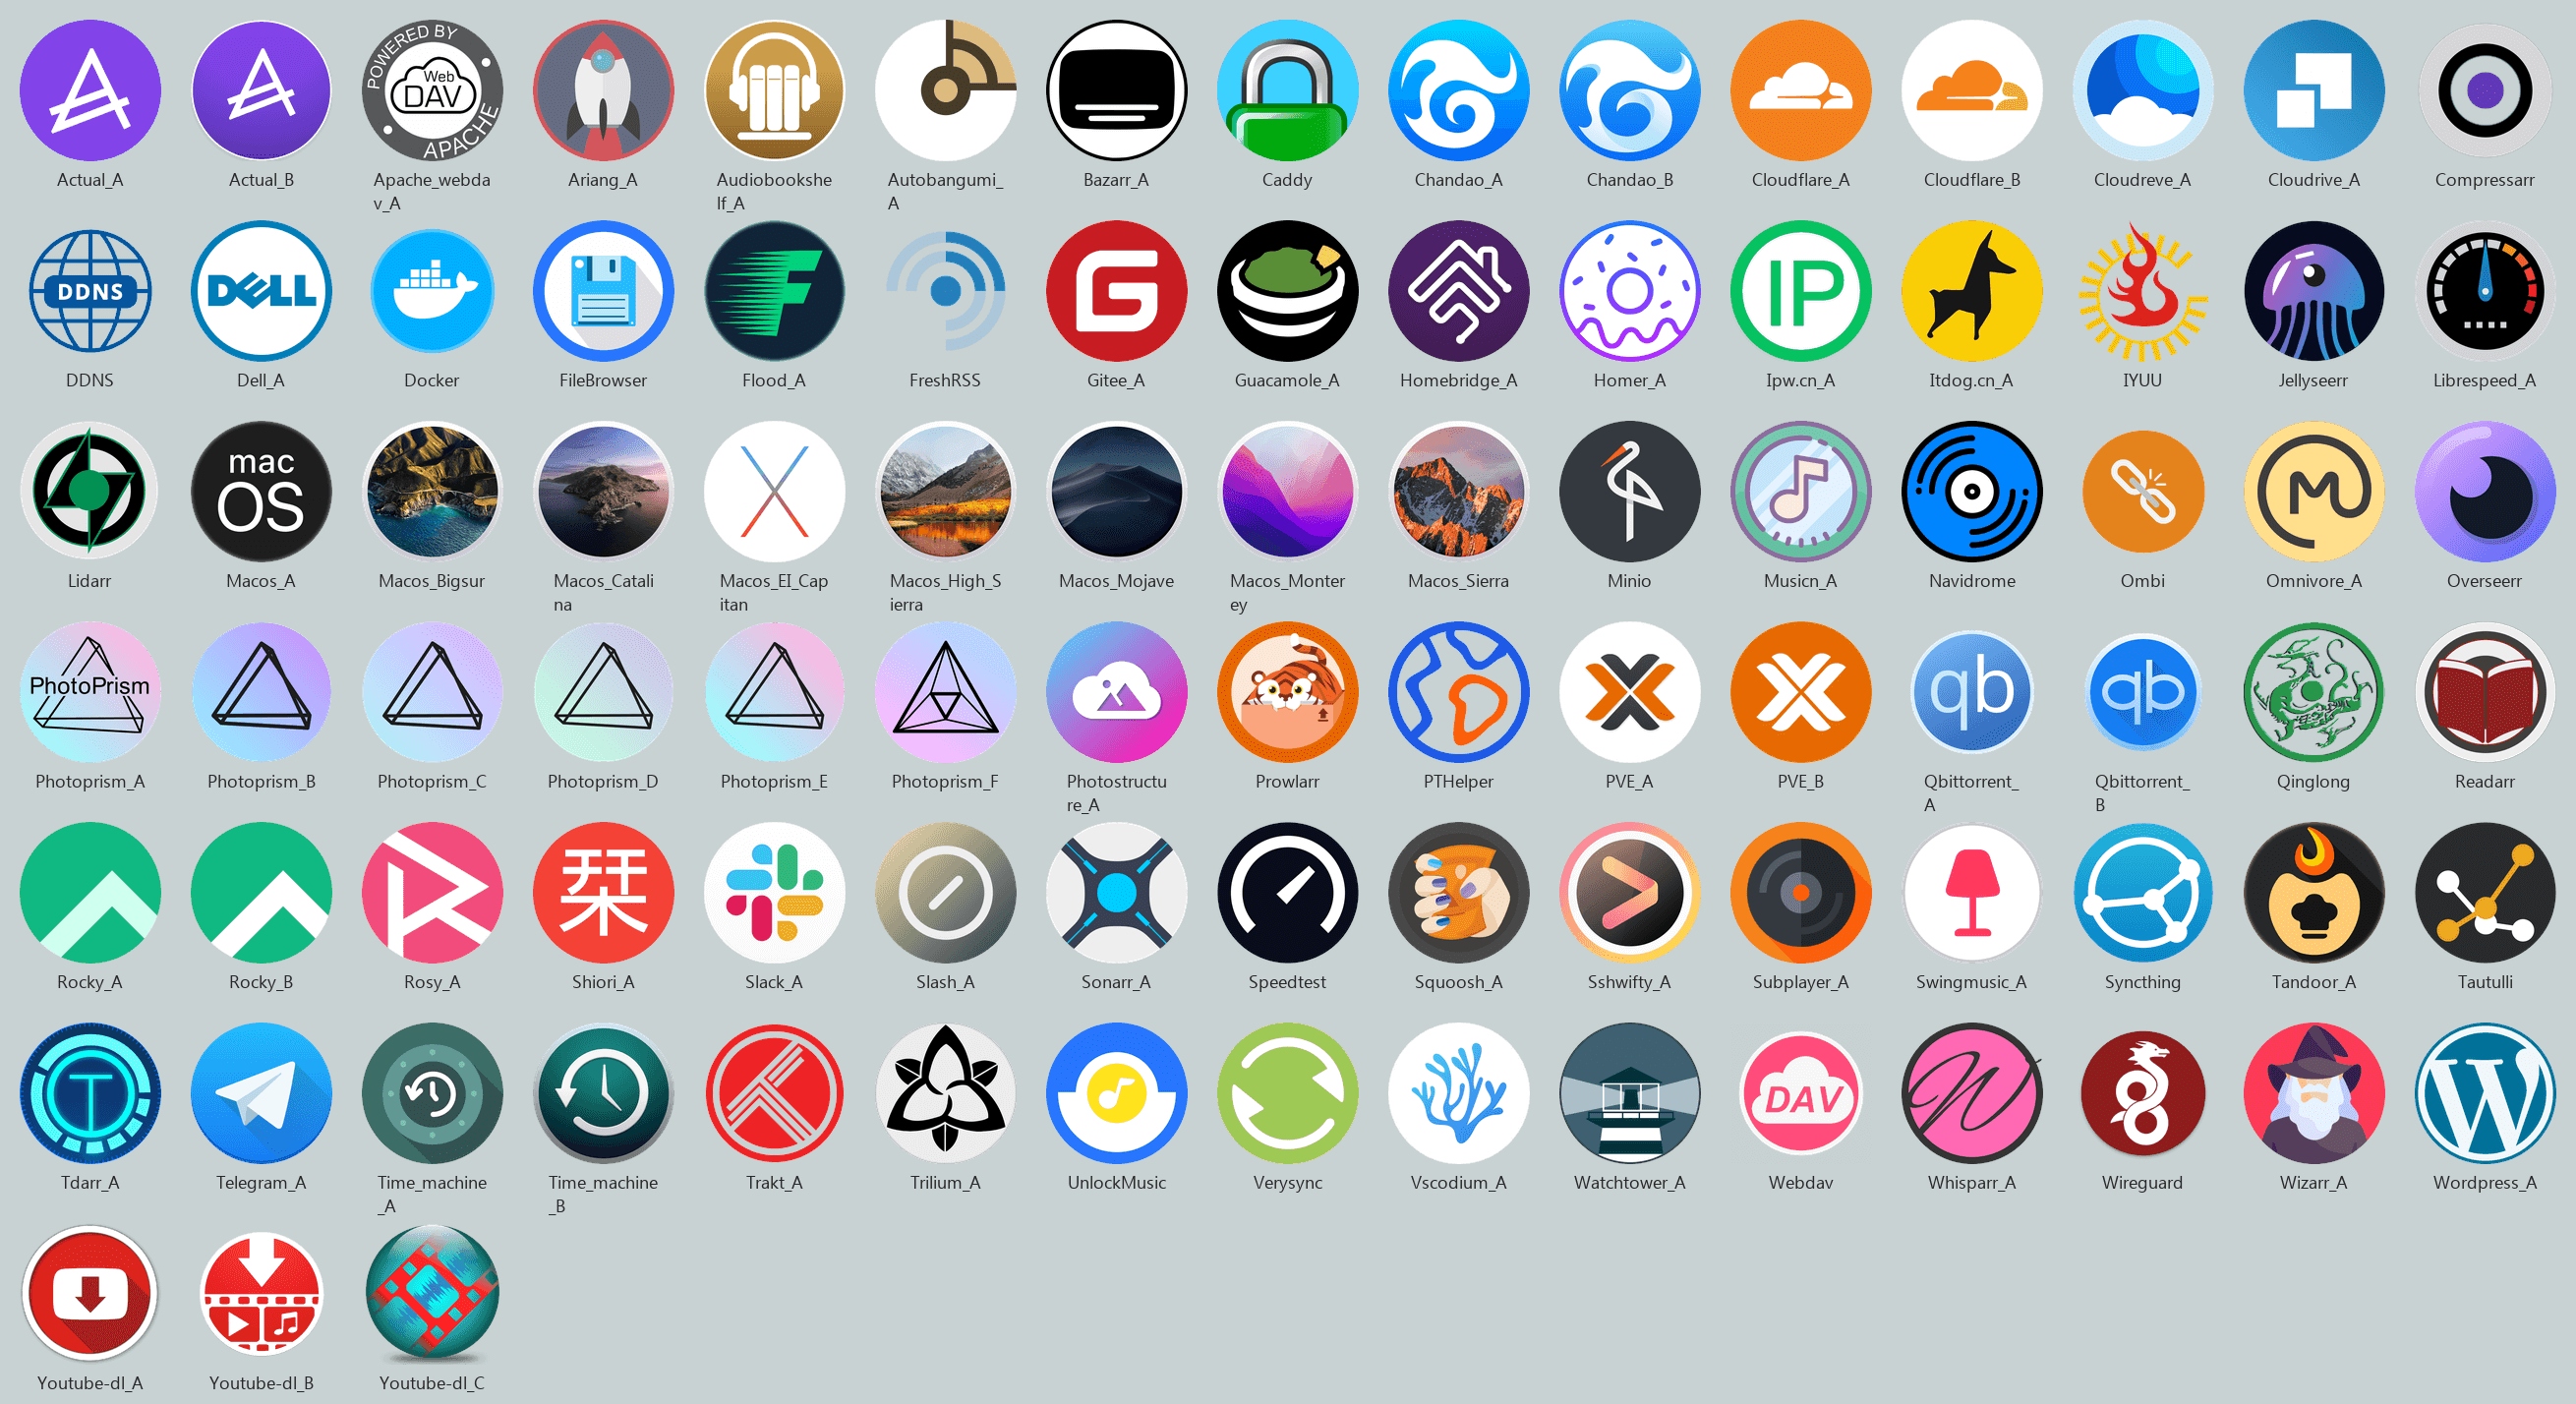 POWERED BY
Web
DAV
APACHE
Actual_A
Actual_B
Apache_webda
v_A
Ariang_A
Audiobookshe
lf_A
Autobangumi_
A
Bazarr_A
Caddy
Chandao_A
Chandao_B
Cloudflare_A
Cloudflare_B
Cloudreve_A
Cloudrive_A
Compressarr
DDNS
DELL
F
G
IP
DDNS
Dell_A
Docker
FileBrowser
Flood_A
FreshRSS
Gitee_A
Guacamole_A
Homebridge_A
Homer_A
Ipw.cn_A
Itdog.cn_A
IYUU
Jellyseerr
Librespeed_A
mac
OS
X
Lidarr
Macos_A
Macos_Bigsur
Macos_Catali
na
Macos_EI_Cap
itan
Macos_High_S
ierra
Macos_Mojave
Macos_Monter
ey
Macos_Sierra
Minio
Musicn_A
Navidrome
Ombi
Omnivore_A
Overseerr
PhotoPrism
qb
qb
Photoprism_A
Photoprism_B
Photoprism_C
Photoprism_D
Photoprism_E
Photoprism_F
Photostructu
re_A
Prowlarr
PTHelper
PVE_A
PVE_B
Qbittorrent_
A
Qbittorrent_
B
Qinglong
Readarr
栞
Rocky_A
Rocky_B
Rosy_A
Shiori_A
Slack_A
Slash_A
Sonarr_A
Speedtest
Squoosh_A
Sshwifty_A
Subplayer_A
Swingmusic_A
Syncthing
Tandoor_A
Tautulli
T
DAV
W
W
Tdarr_A
Telegram_A
Time_machine
_A
Time_machine
_B
Trakt_A
Trilium_A
UnlockMusic
Verysync
Vscodium_A
Watchtower_A
Webdav
Whisparr_A
Wireguard
Wizarr_A
Wordpress_A
Youtube-dl_A
Youtube-dl_B
Youtube-dl_C